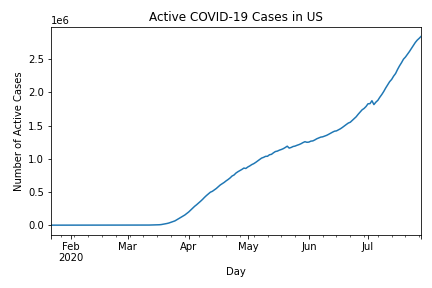 Active COVID-19 Cases in US
1e6
Number of Active Cases
2.5
2.0
1.5
1.0
0.5
0.0
Feb Mar Apr May Jun Jul
2020
Day